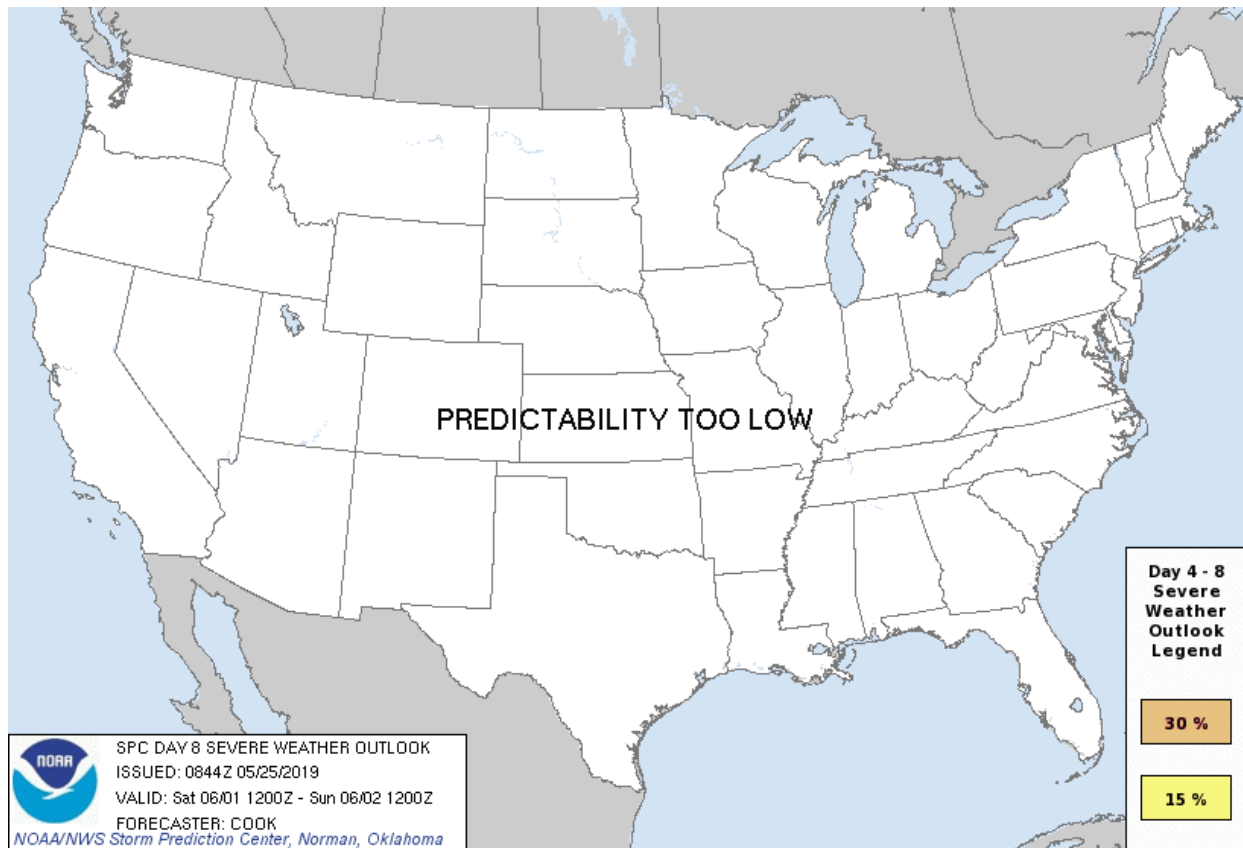 PREDICTABILITY TOO LOW
Day 4 - 8
Severe
Weather
Outlook
Legend
30 %
15 %
NOAA
SPC DAY 8 SEVERE WEATHER OUTLOOK
ISSUED: 0844Z 05/25/2019
VALID: Sat 06/01 1200Z - Sun 06/02 1200Z
FORECASTER: COOK
NOAA/NWS Storm Prediction Center, Norman, Oklahoma